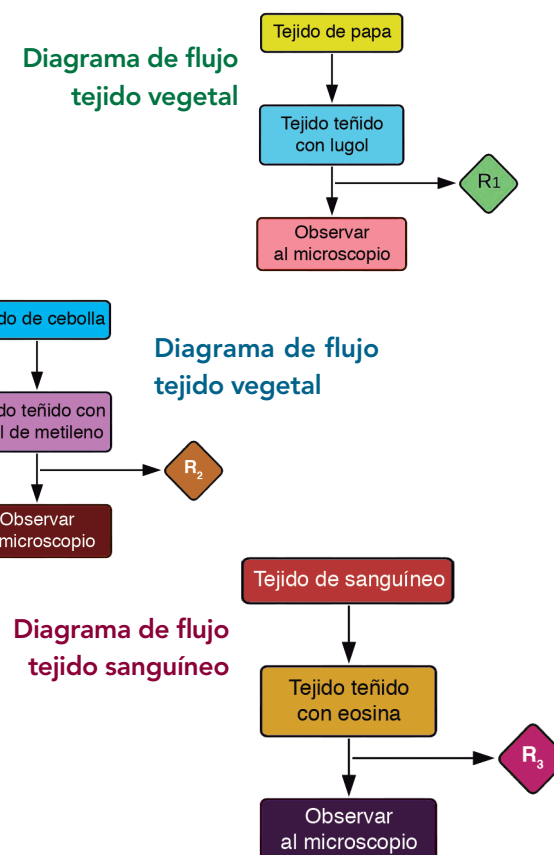 Diagrama de flujo
tejido vegetal
Tejido de papa
Tejido teñido
con lugol
R1
Observar
al microscopio
do de cebolla
Diagrama de flujo
tejido vegetal
do teñido con
l de metileno
R2
Observar
microscopio
Tejido de sanguíneo
Diagrama de flujo
tejido sanguíneo
Tejido teñido
con eosina
R3
Observar
al microscopio